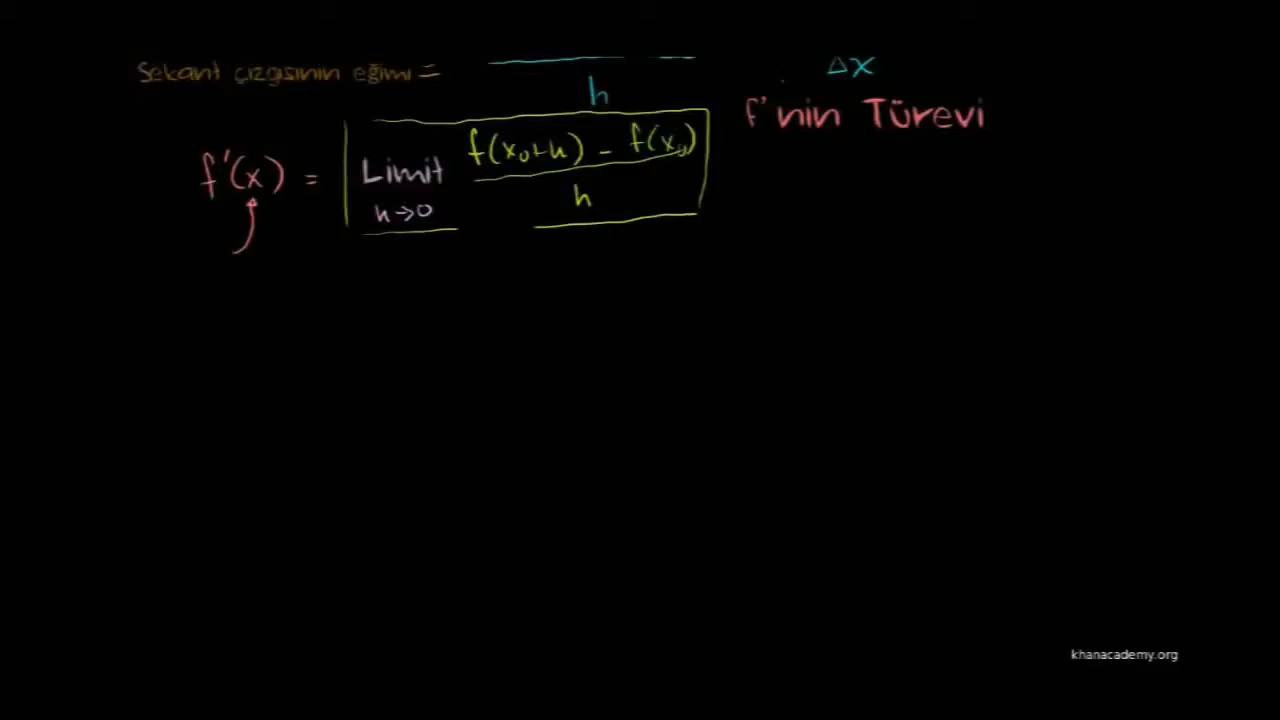 Sekant çizgisinin eğimi =
h
Δx
f'nin Türevi
f'(x) = Limit h→0 f(x₀+h) - f(x₀)
h
khanacademy.org